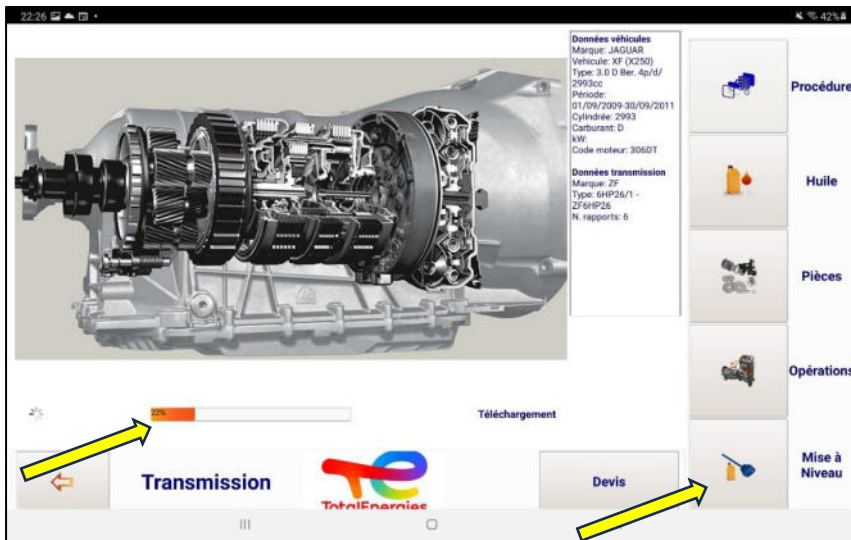 22:26
42%
Données véhicules
Marque: JAGUAR
Vehicule: XF (X250)
Type: 3.0 D Ber. 4p/d/
2993cc
Période:
01/09/2009-30/09/2011
Cylindrée: 2993
Carburant: D
kW:
Code moteur: 306DT
Données transmission
Marque: ZF
Type: 6HP26/1 -
ZF6HP26
N. rapports: 6
Procédure
Huile
Pièces
Opérations
22%
Téléchargement
Transmission
TotalEnergies
Devis
Mise à
Niveau